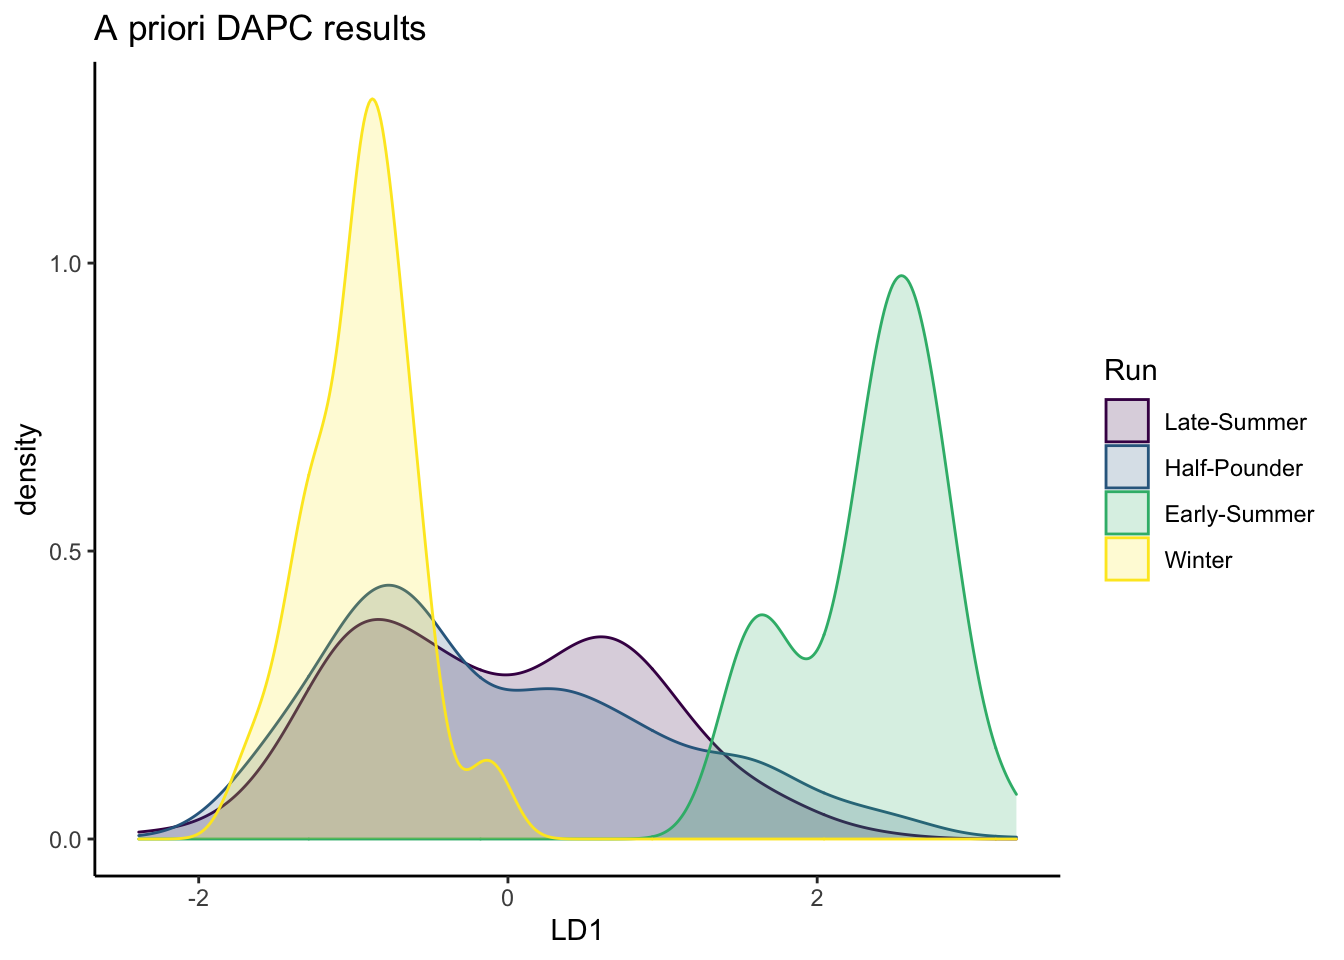 A priori DAPC results
density
1.0
0.5
0.0
-2
0
2
LD1
Run
Late-Summer
Half-Pounder
Early-Summer
Winter